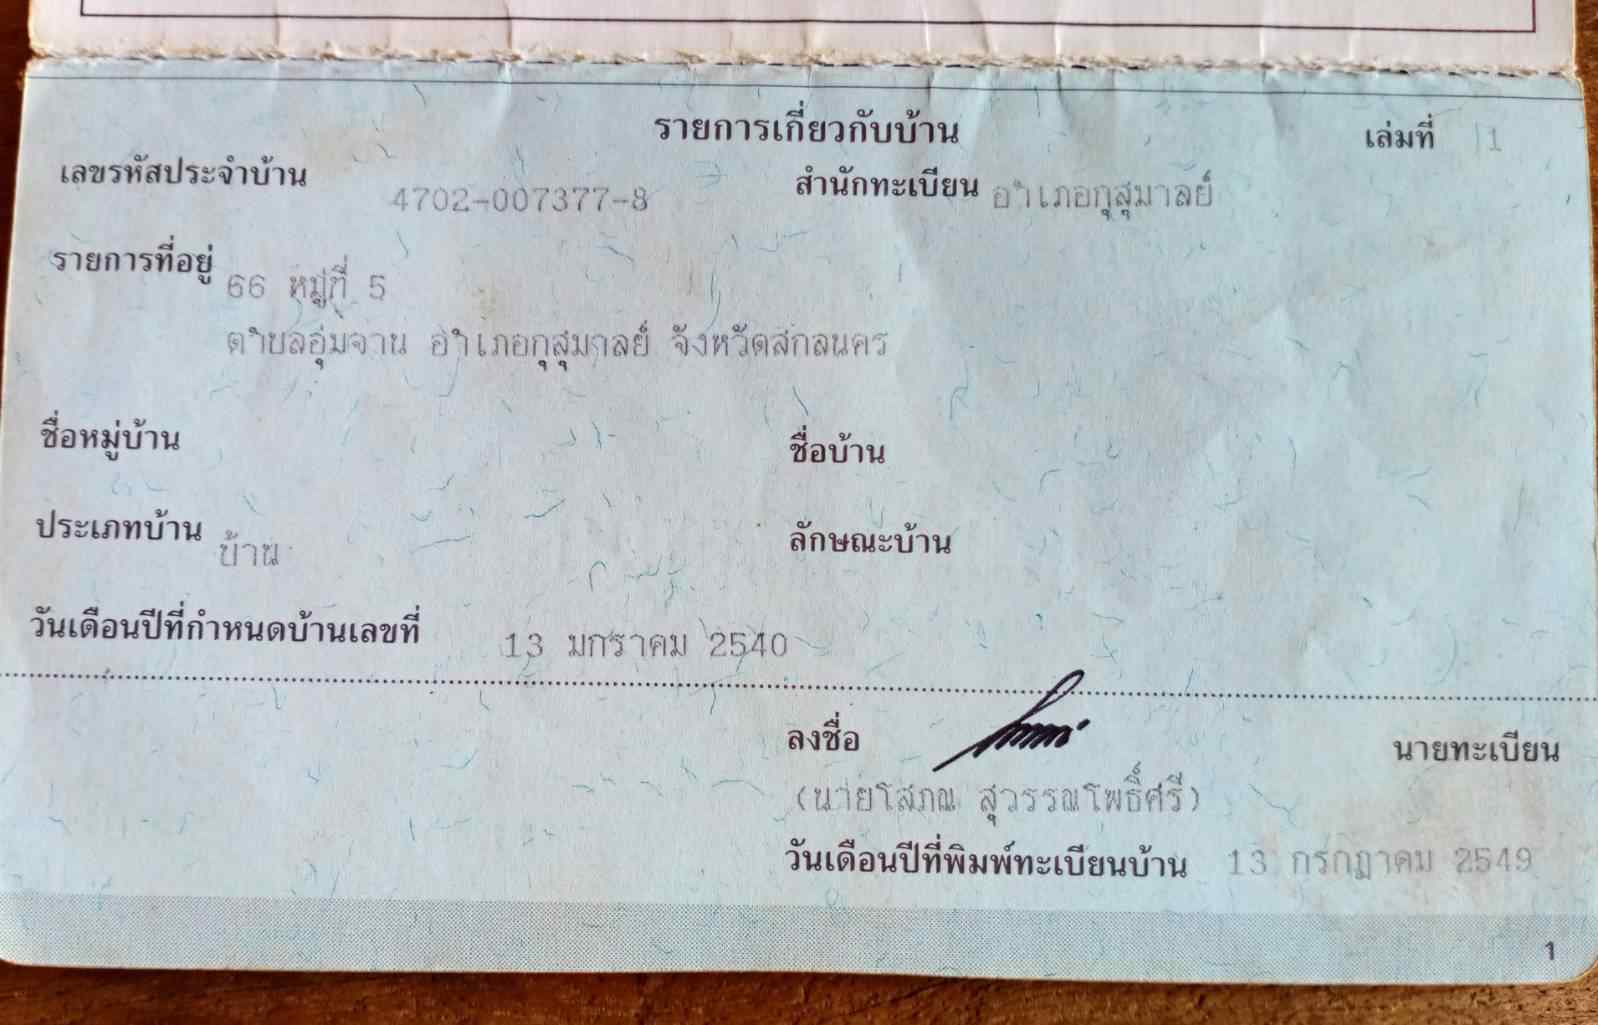 รายการเกี่ยวกับบ้าน เล่มที่ 1
เลขรหัสประจำบ้าน 4702-007377-8 สำนักทะเบียน อำเภอกุสุมาลย์
รายการที่อยู่ 66 หมู่ที่ 5
ตำบลอุ่มจาน อำเภอกุสุมาลย์ จังหวัดสกลนคร
ชื่อหมู่บ้าน ชื่อบ้าน
ประเภทบ้าน บ้าน ลักษณะบ้าน
วันเดือนปีที่กำหนดบ้านเลขที่ 13 มกราคม 2540
ลงชื่อ นายทะเบียน
(นายโสภณ สุวรรณโพธิ์ศรี)
วันเดือนปีที่พิมพ์ทะเบียนบ้าน 13 กรกฎาคม 2549
1